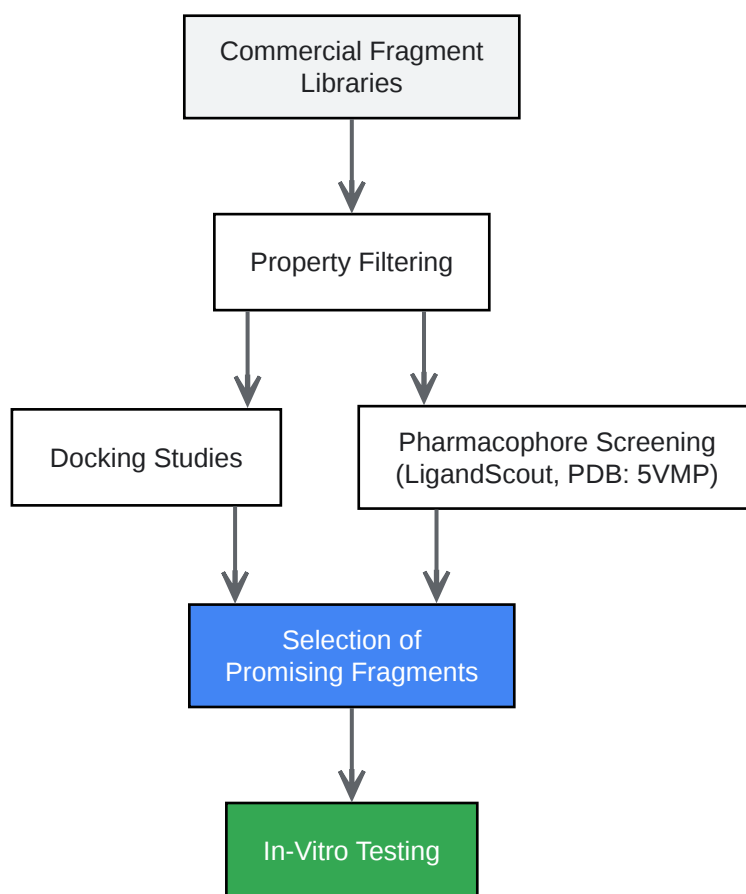 Commercial Fragment
Libraries
Property Filtering
Docking Studies
Pharmacophore Screening
(LigandScout, PDB: 5VMP)
Selection of
Promising Fragments
In-Vitro Testing